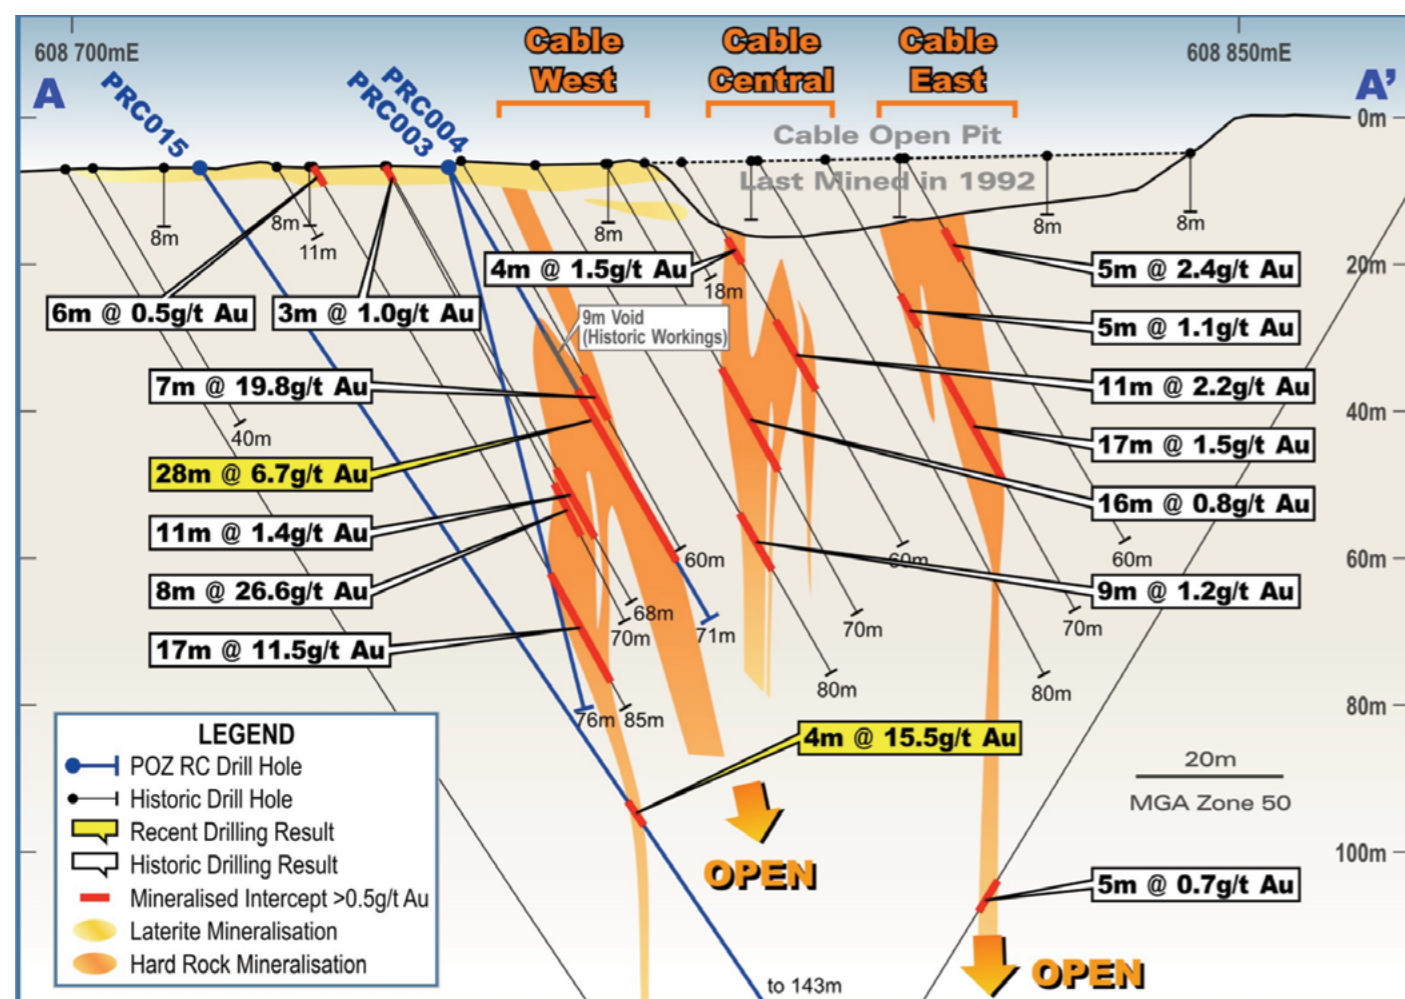 608 700mE
Cable West
Cable Central
Cable East
608 850mE
A
A'
PRC015
PRC003
PRC004
0m
Cable Open Pit
Last Mined in 1992
8m
8m
11m
8m
18m
8m
8m
20m
4m @ 1.5g/t Au
5m @ 2.4g/t Au
6m @ 0.5g/t Au
3m @ 1.0g/t Au
9m Void
(Historic Workings)
5m @ 1.1g/t Au
7m @ 19.8g/t Au
11m @ 2.2g/t Au
40m
40m
28m @ 6.7g/t Au
17m @ 1.5g/t Au
11m @ 1.4g/t Au
16m @ 0.8g/t Au
60m
60m
60m
60m
8m @ 26.6g/t Au
9m @ 1.2g/t Au
68m
70m
71m
70m
70m
17m @ 11.5g/t Au
80m
80m
76m
85m
80m
4m @ 15.5g/t Au
LEGEND
POZ RC Drill Hole
Historic Drill Hole
Recent Drilling Result
Historic Drilling Result
Mineralised Intercept >0.5g/t Au
Laterite Mineralisation
Hard Rock Mineralisation
20m
MGA Zone 50
OPEN
100m
5m @ 0.7g/t Au
OPEN
to 143m